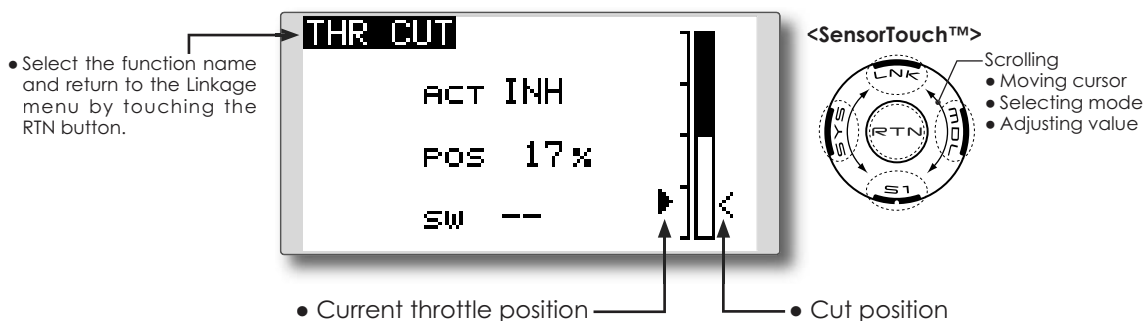 THR CUT
● Select the function name
and return to the Linkage
menu by touching the
RTN button.
ACT INH
POS 17%
SW --
● Current throttle position
● Cut position
<SensorTouch™>
LNK
SYS
RTN
MDL
S1
Scrolling
● Moving cursor
● Selecting mode
● Adjusting value